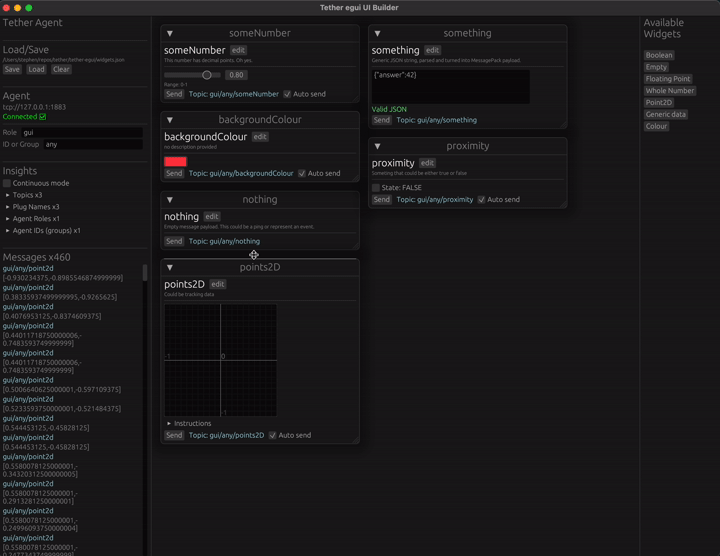 Tether egui UI Builder
Tether Agent
Load/Save
/Users/stephen/repos/tether/tether-egui/widgets.json
Save Load Clear
Agent
tcp://127.0.0.1:1883
Connected ☑
Role gui
ID or Group any
Insights
Continuous mode
Topics x3
Plug Names x3
Agent Roles x1
Agent IDs (groups) x1
Messages x460
gui/any/point2d
[-0.930234375,-0.8985546874999999]
gui/any/point2d
[0.38335937499999995,-0.9265625]
gui/any/point2d
[0.4076953125,-0.8374609375]
gui/any/point2d
[0.44011718750000006,-
0.7483593749999999]
gui/any/point2d
[0.44011718750000006,-
0.7483593749999999]
gui/any/point2d
[0.5006640625000001,-0.597109375]
gui/any/point2d
[0.5233593750000001,-0.521484375]
gui/any/point2d
[0.544453125,-0.45828125]
gui/any/point2d
[0.544453125,-0.45828125]
gui/any/point2d
[0.5580078125000001,-
0.34320312500000005]
gui/any/point2d
[0.5580078125000001,-
0.2913281250000001]
gui/any/point2d
[0.5580078125000001,-
0.24996093750000004]
gui/any/point2d
[0.5580078125000001,-
someNumber
someNumber edit
This number has decimal points. Oh yes.
0.80
Range: 0-1
Send Topic: gui/any/someNumber Auto send
backgroundColour
backgroundColour edit
no description provided
Send Topic: gui/any/backgroundColour Auto send
nothing
nothing edit
Empty message payload. This could be a ping or represent an event.
Send Topic: gui/any/nothing
points2D
points2D edit
Could be tracking data
-1 0
-1
Instructions
Send Topic: gui/any/points2D Auto send
something
something edit
Generic JSON string, parsed and turned into MessagePack payload.
{"answer":42}
Valid JSON
Send Topic: gui/any/something
proximity
proximity edit
Something that could be either true or false
State: FALSE
Send Topic: gui/any/proximity Auto send
Available
Widgets
Boolean
Empty
Floating Point
Whole Number
Point2D
Generic data
Colour